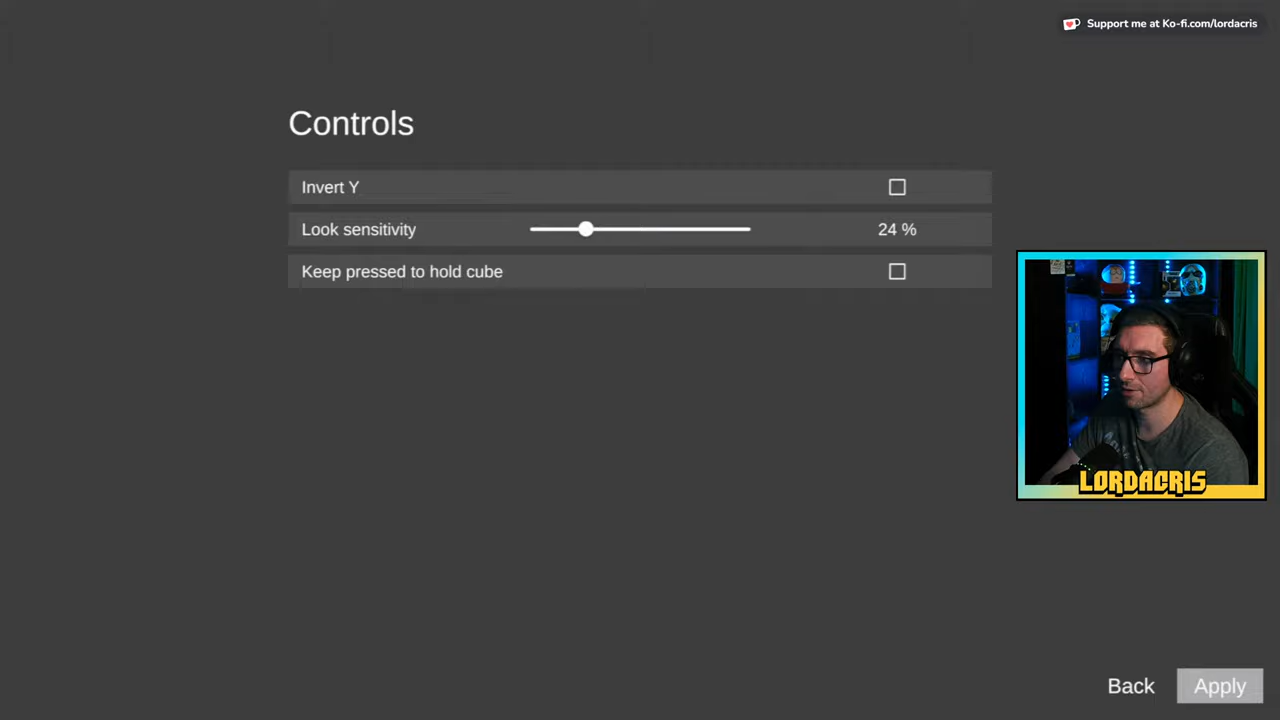 Support me at Ko-fi.com/lordacris
Controls
Invert Y
Look sensitivity 24 %
Keep pressed to hold cube
LORDACRIS
Back Apply